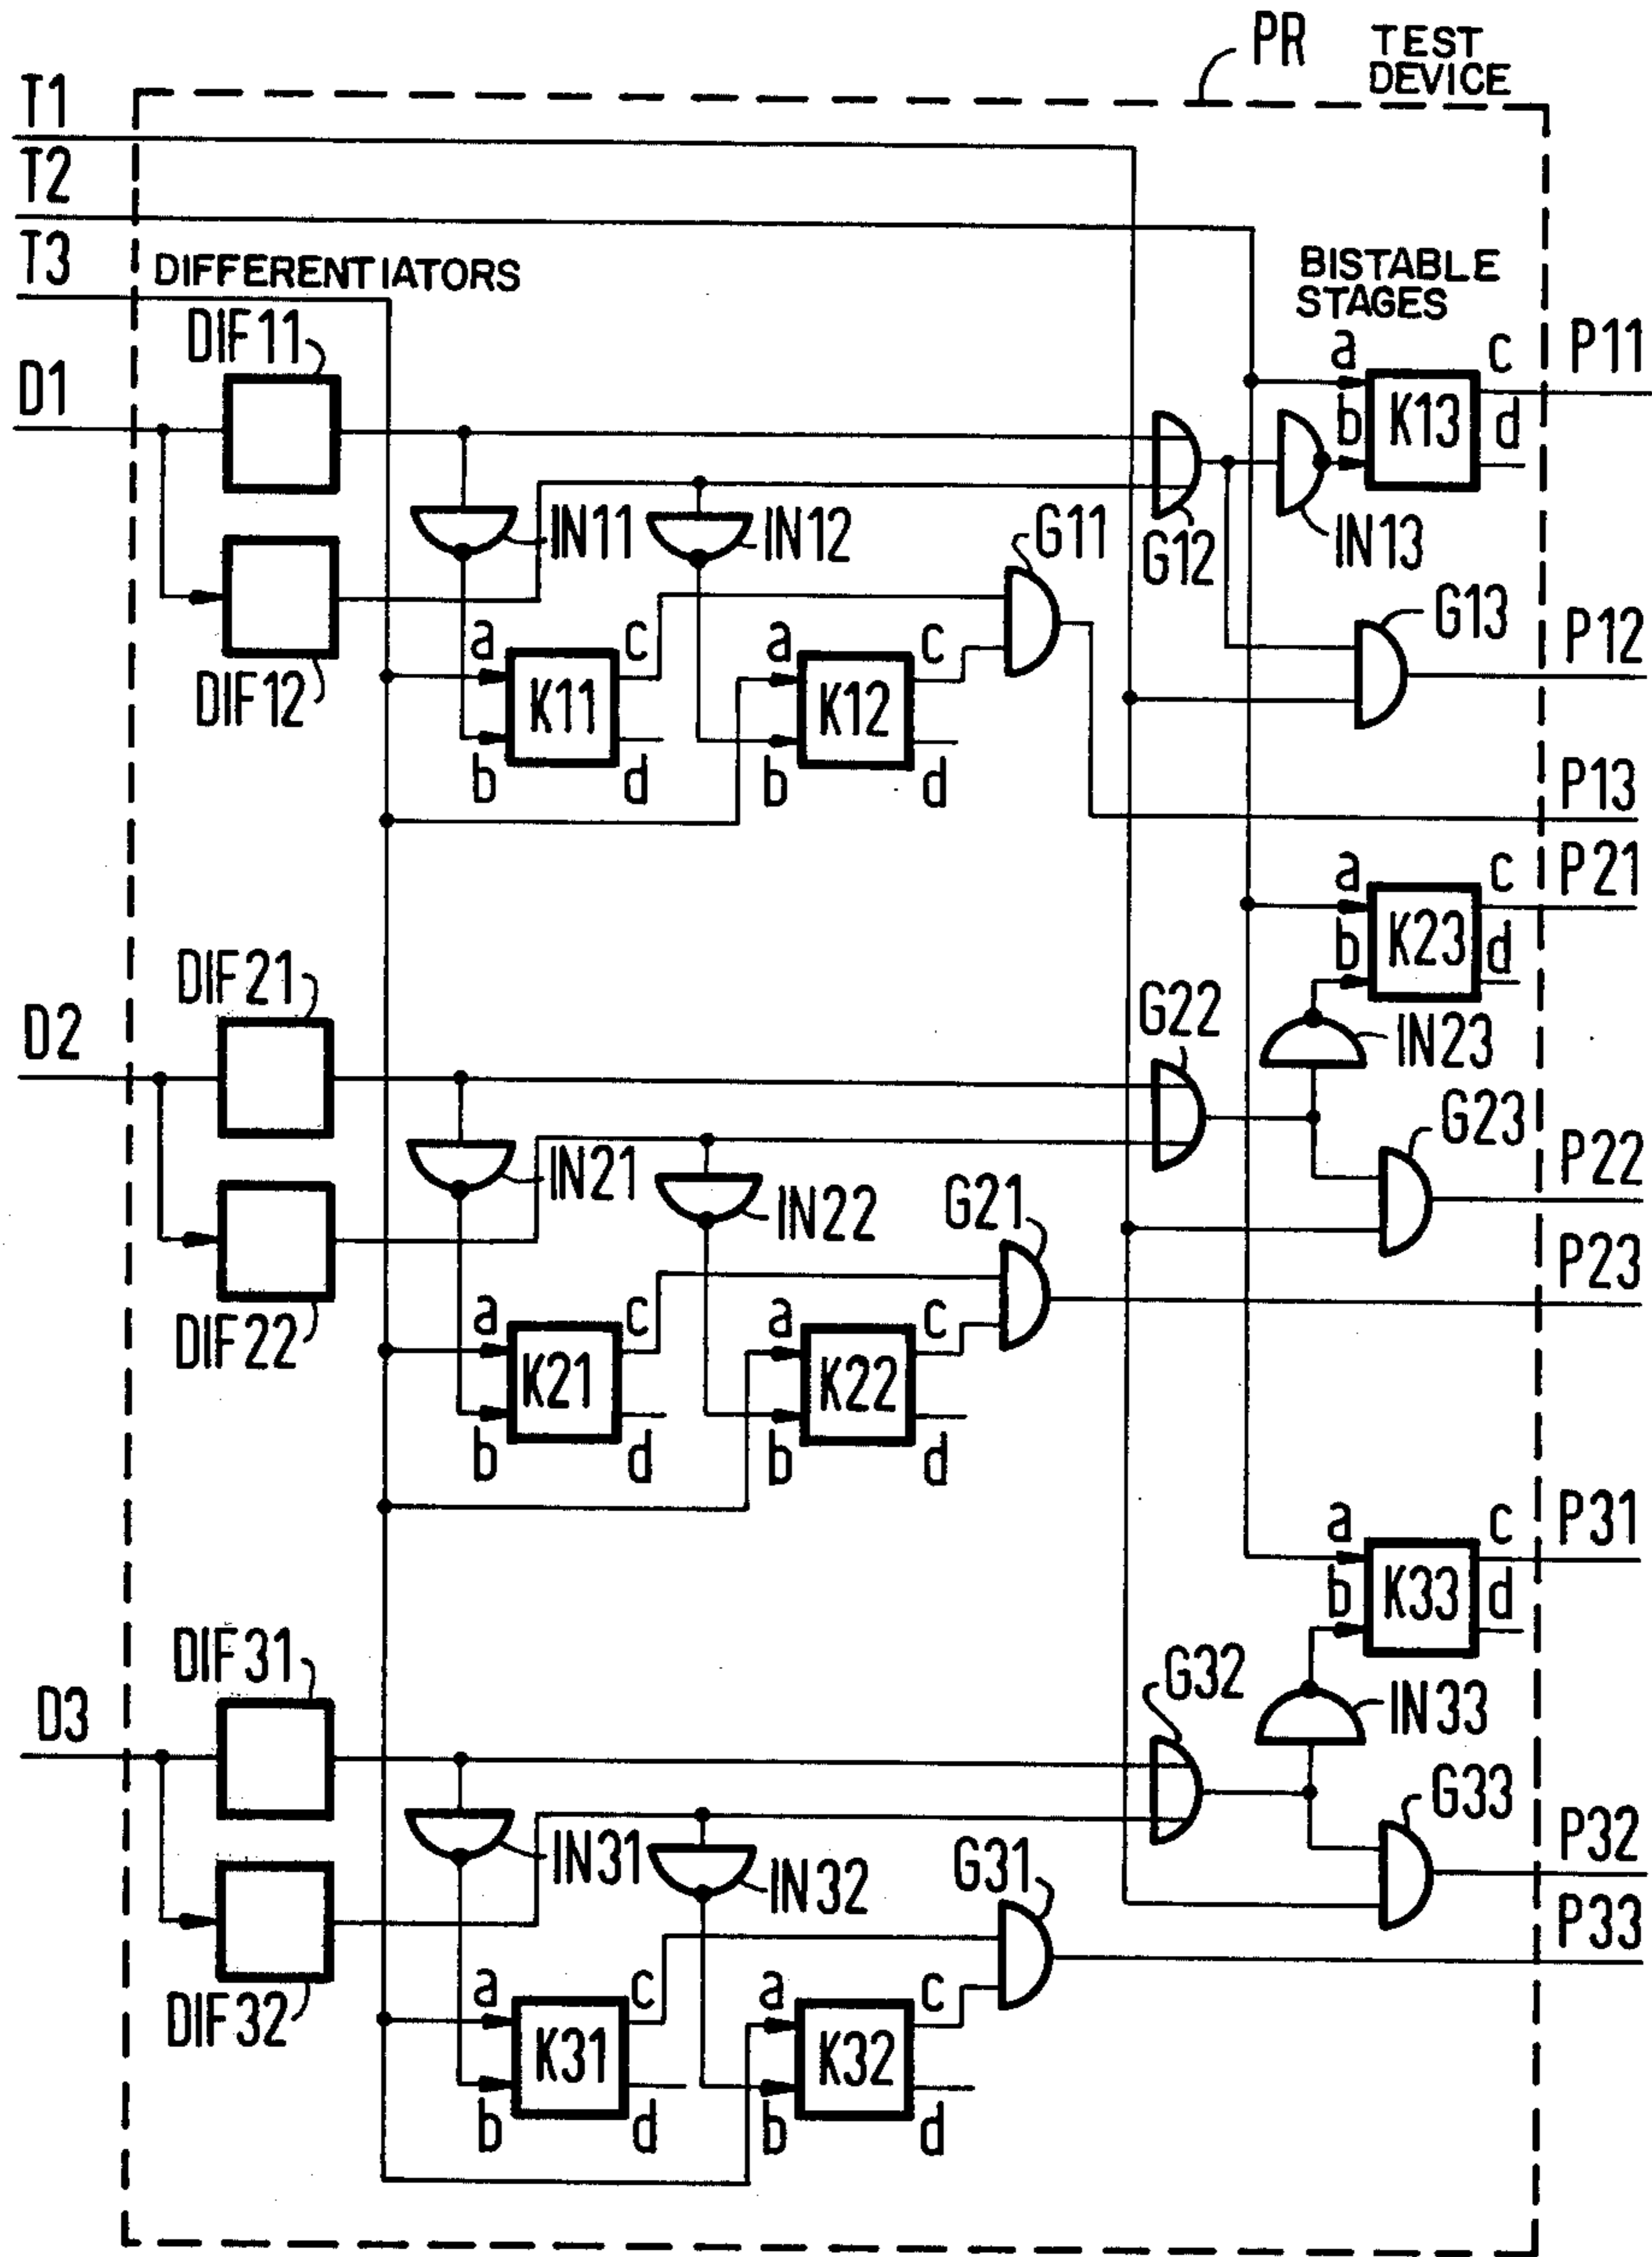 PR
TEST
DEVICE
T1
T2
T3
DIFFERENTIATORS
BISTABLE
STAGES
DIF11
D1
a
c
P11
b
K13
d
IN11
IN12
G11
G12
IN13
DIF12
G13
P12
a
c
a
c
K11
K12
b
d
b
d
P13
P21
a
c
b
K23
d
DIF21
D2
G22
IN23
G23
IN21
IN22
G21
P22
P23
DIF22
a
c
a
c
K21
K22
b
d
b
d
P31
a
c
b
K33
d
DIF31
D3
G32
IN33
G33
IN31
IN32
G31
P32
P33
DIF32
a
c
a
c
K31
K32
b
d
b
d